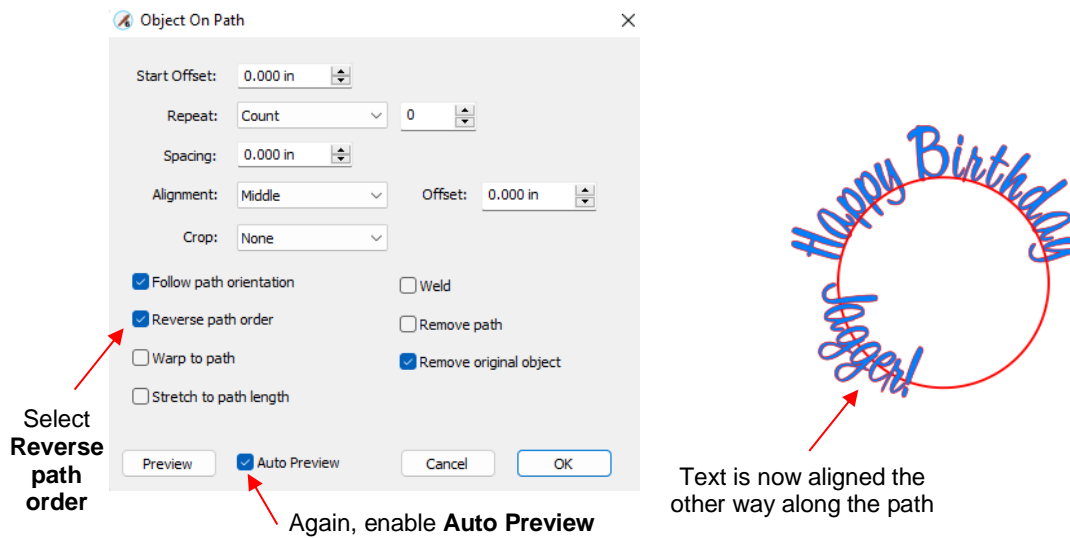 Object On Path
Start Offset: 0.000 in
Repeat: Count 0
Spacing: 0.000 in
Alignment: Middle Offset: 0.000 in
Crop: None
Follow path orientation
Weld
Reverse path order
Remove path
Warp to path
Remove original object
Stretch to path length
Preview Auto Preview Cancel OK
Select
Reverse
path
order
Again, enable Auto Preview
Happy Birthday
Jagger!
Text is now aligned the
other way along the path